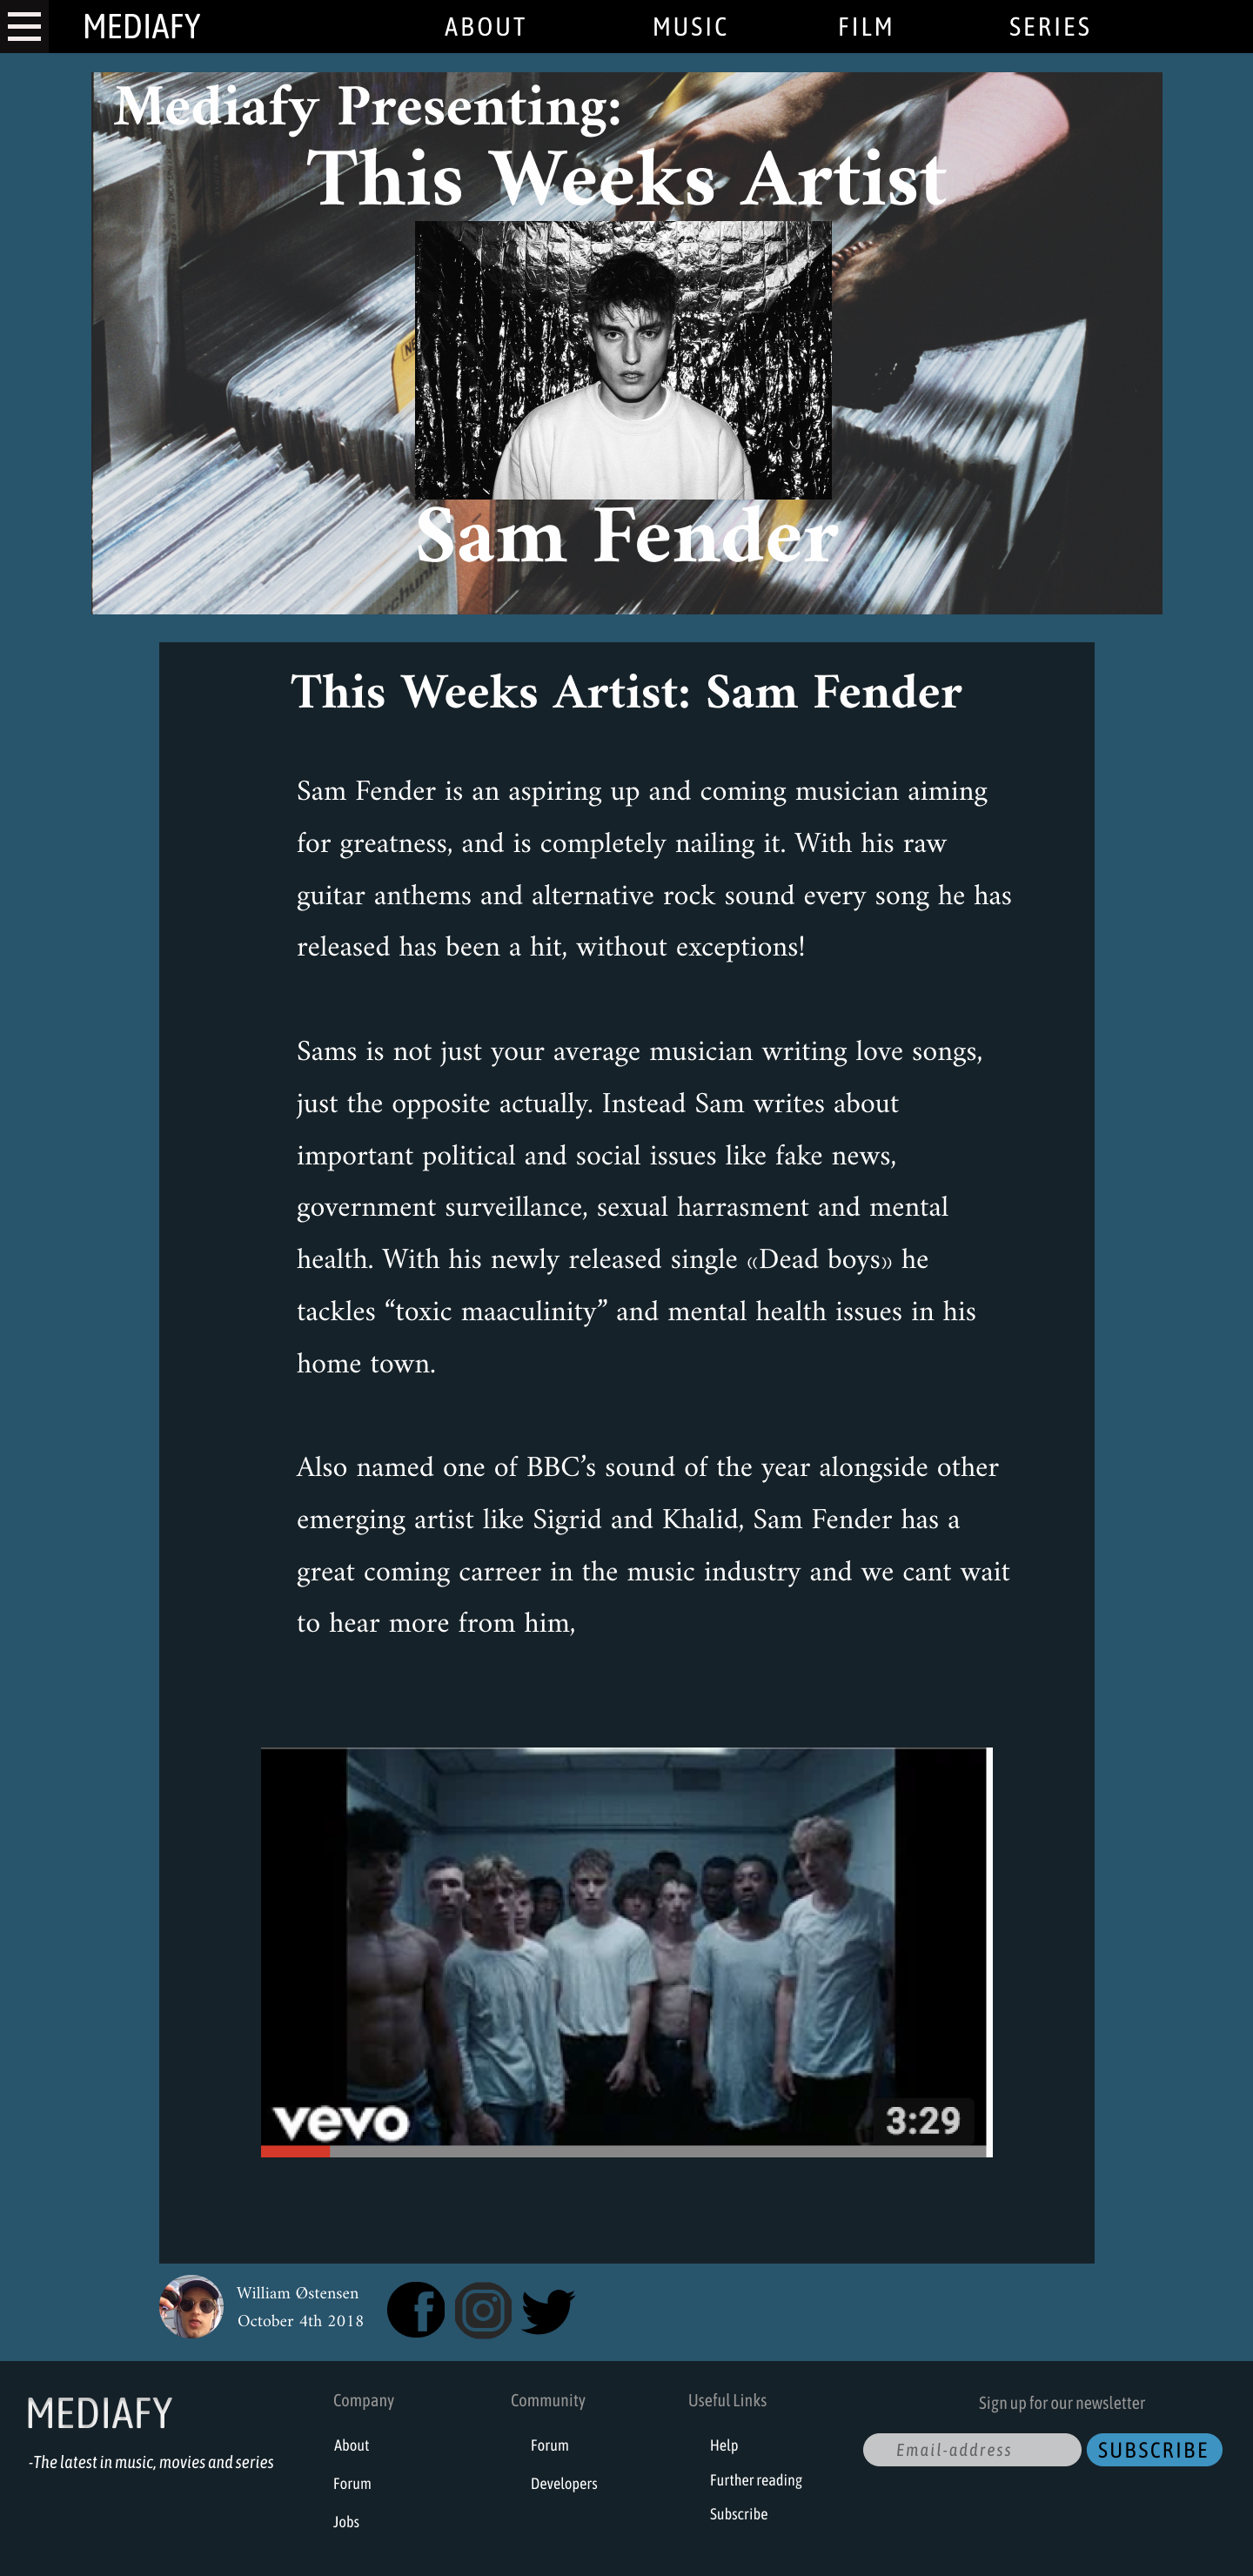 MEDIAFY
ABOUT
MUSIC
FILM
SERIES
Mediafy Presenting:
This Weeks Artist
Sam Fender
This Weeks Artist: Sam Fender
Sam Fender is an aspiring up and coming musician aiming
for greatness, and is completely nailing it. With his raw
guitar anthems and alternative rock sound every song he has
released has been a hit, without exceptions!
Sams is not just your average musician writing love songs,
just the opposite actually. Instead Sam writes about
important political and social issues like fake news,
government surveillance, sexual harrasment and mental
health. With his newly released single «Dead boys» he
tackles “toxic maaculinity” and mental health issues in his
home town.
Also named one of BBC’s sound of the year alongside other
emerging artist like Sigrid and Khalid, Sam Fender has a
great coming carreer in the music industry and we cant wait
to hear more from him,
vevo
3:29
William Østensen
October 4th 2018
MEDIAFY
-The latest in music, movies and series
Company
About
Forum
Jobs
Community
Forum
Developers
Useful Links
Help
Further reading
Subscribe
Sign up for our newsletter
Email-address
SUBSCRIBE